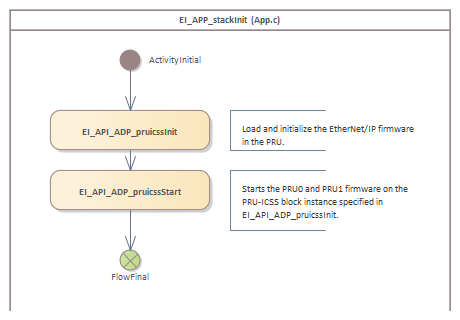 EI_APP_stackInit (App.c)
ActivityInitial
EI_API_ADP_pruicssInit
Load and initialize the EtherNet/IP firmware
in the PRU.
EI_API_ADP_pruicssStart
Starts the PRU0 and PRU1 firmware on the
PRU-ICSS block instance specified in
EI_API_ADP_pruicssInit.
FlowFinal